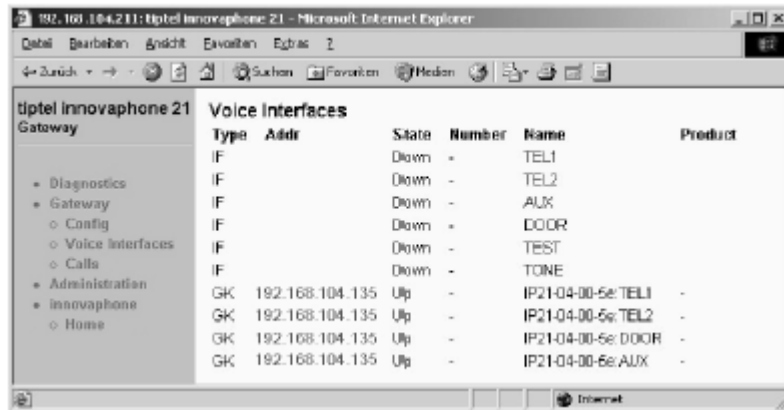 192.168.104.211: tiptel innovaphone 21 - Microsoft Internet Explorer
Datei Bearbeiten Ansicht Favoriten Extras ?
Zurück Suchen Favoriten Medien
tiptel innovaphone 21
Gateway
Diagnostics
Gateway
Config
Voice Interfaces
Calls
Administration
innovaphone
Home
Voice Interfaces
Type Addr State Number Name Product
IF Down - TEL1
IF Down - TEL2
IF Down - AUX
IF Down - DOOR
IF Down - TEST
IF Down - TONE
GK 192.168.104.135 Up - IP21-04-00-5e:TEL1 -
GK 192.168.104.135 Up - IP21-04-00-5e:TEL2 -
GK 192.168.104.135 Up - IP21-04-00-5e:DOOR -
GK 192.168.104.135 Up - IP21-04-00-5e:AUX -
Internet